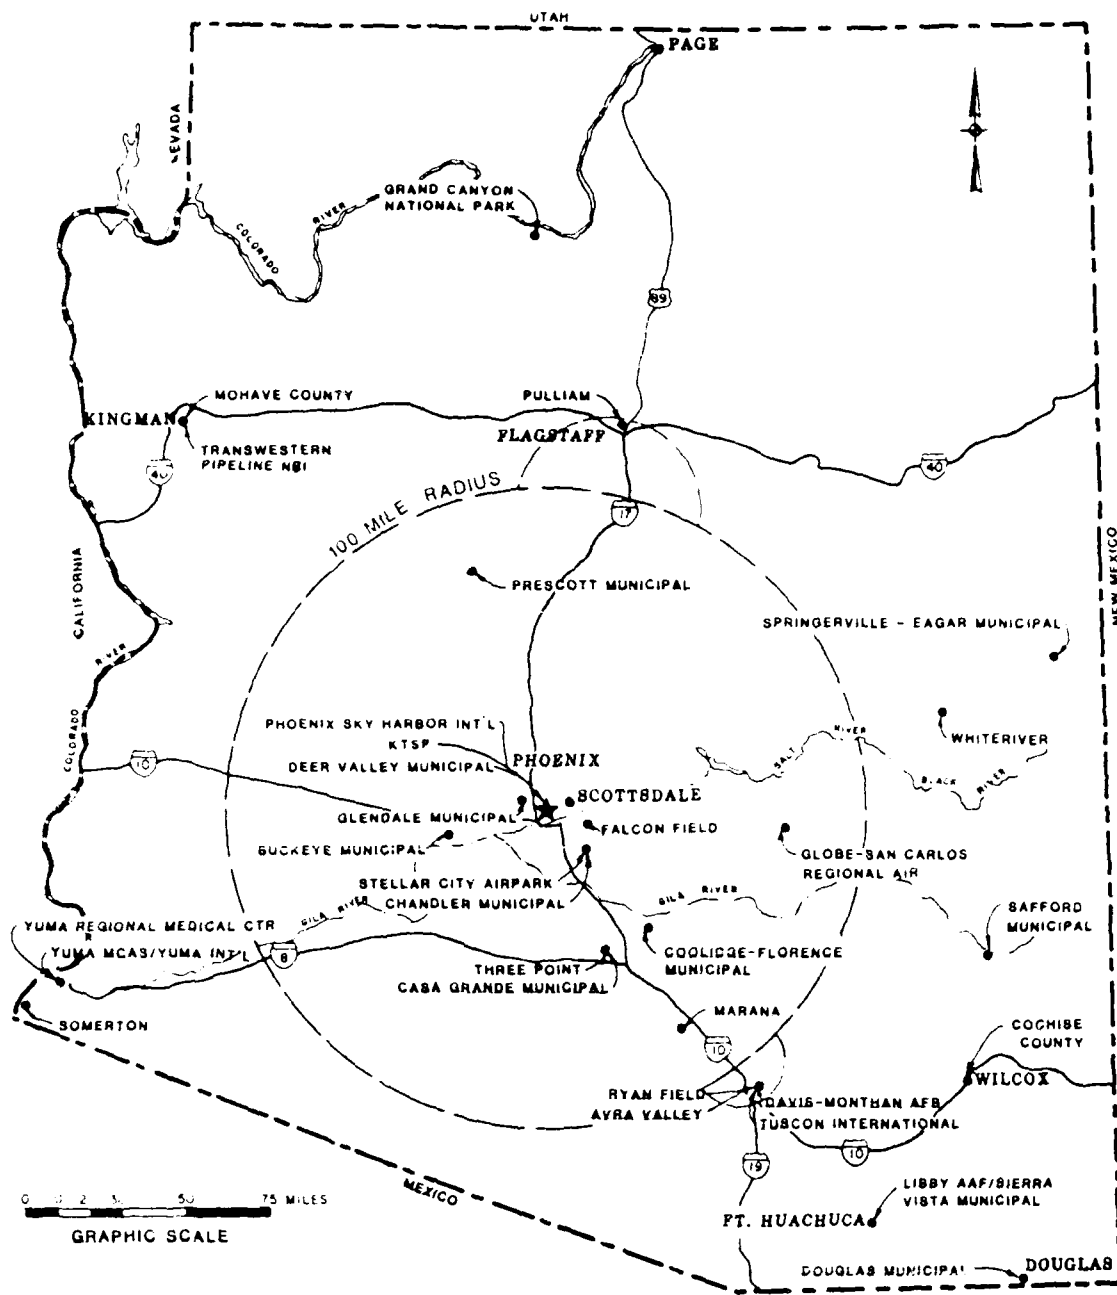 UTAH
PAGE
NEVADA
GRAND CANYON
NATIONAL PARK
RIVER
COLORADO
89
MOHAVE COUNTY
PULLIAM
KINGMAN
FLAGSTAFF
TRANSWESTERN
PIPELINE NBI
40
40
100 MILE RADIUS
17
NEW MEXICO
CALIFORNIA
PRESCOTT MUNICIPAL
SPRINGERVILLE - EAGAR MUNICIPAL
RIVER
COLORADO
PHOENIX SKY HARBOR INT'L
KTSP
WHITERIVER
SALT
RIVER
PHOENIX
DEER VALLEY MUNICIPAL
10
BLACK
RIVER
SCOTTSDALE
GLENDALE MUNICIPAL
FALCON FIELD
BUCKEYE MUNICIPAL
GLOBE-SAN CARLOS
REGIONAL AIR
STELLAR CITY AIRPARK
CHANDLER MUNICIPAL
GILA RIVER
GILA RIVER
SAFFORD
MUNICIPAL
YUMA REGIONAL MEDICAL CTR
YUMA MCAS/YUMA INT'L
8
COOLIDGE-FLORENCE
MUNICIPAL
THREE POINT
CASA GRANDE MUNICIPAL
SOMERTON
MARANA
COCHISE
COUNTY
10
WILCOX
RYAN FIELD
AVRA VALLEY
DAVIS-MONTHAN AFB
TUSCON INTERNATIONAL
19
10
MEXICO
LIBBY AAF/SIERRA
VISTA MUNICIPAL
FT. HUACHUCA
0 50 75 MILES
GRAPHIC SCALE
DOUGLAS MUNICIPAL
DOUGLAS